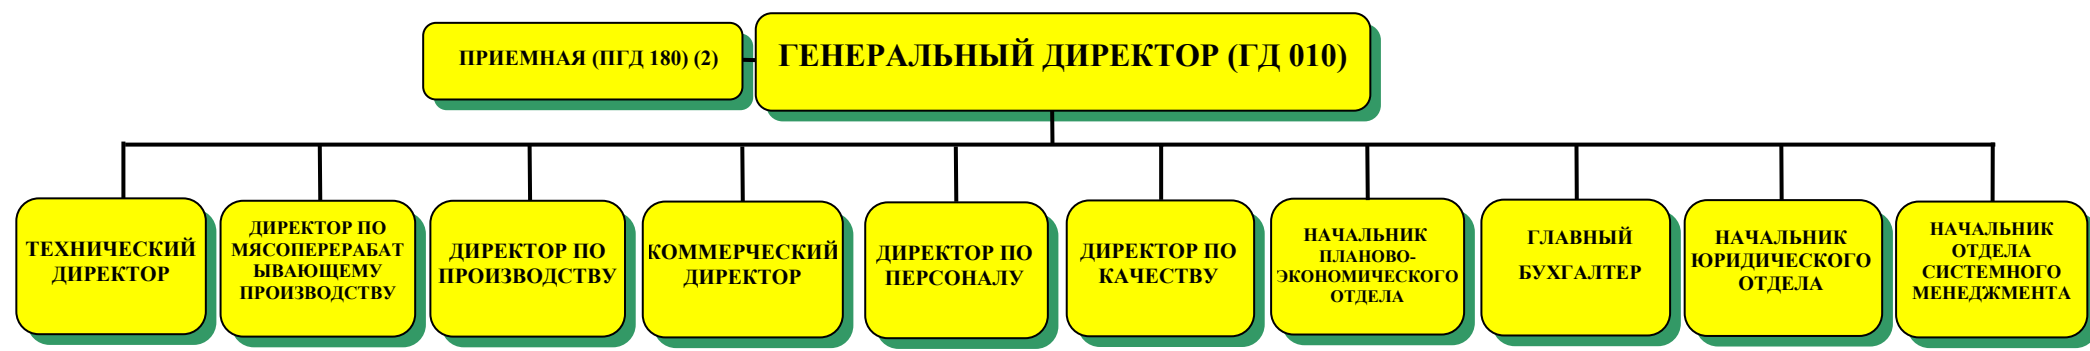 ПРИЕМНАЯ (ПГД 180) (2)
ГЕНЕРАЛЬНЫЙ ДИРЕКТОР (ГД 010)
ТЕХНИЧЕСКИЙ
ДИРЕКТОР
ДИРЕКТОР ПО
МЯСОПЕРЕРАБАТ
ЫВАЮЩЕМУ
ПРОИЗВОДСТВУ
ДИРЕКТОР ПО
ПРОИЗВОДСТВУ
КОММЕРЧЕСКИЙ
ДИРЕКТОР
ДИРЕКТОР ПО
ПЕРСОНАЛУ
ДИРЕКТОР ПО
КАЧЕСТВУ
НАЧАЛЬНИК
ПЛАНОВО-
ЭКОНОМИЧЕСКОГО
ОТДЕЛА
ГЛАВНЫЙ
БУХГАЛТЕР
НАЧАЛЬНИК
ЮРИДИЧЕСКОГО
ОТДЕЛА
НАЧАЛЬНИК
ОТДЕЛА
СИСТЕМНОГО
МЕНЕДЖМЕНТА